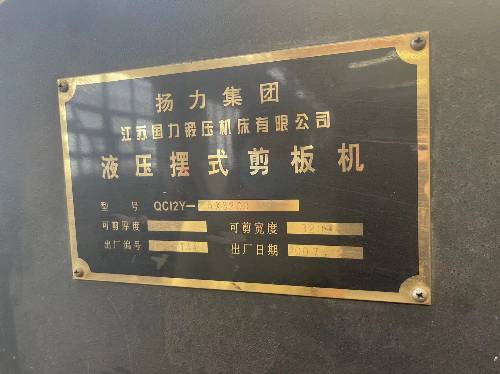 扬力集团
江苏国力锻压机床有限公司
液压摆式剪板机
型 号 QC12Y—
可剪厚度 可剪宽度
出厂编号 出厂日期 2007